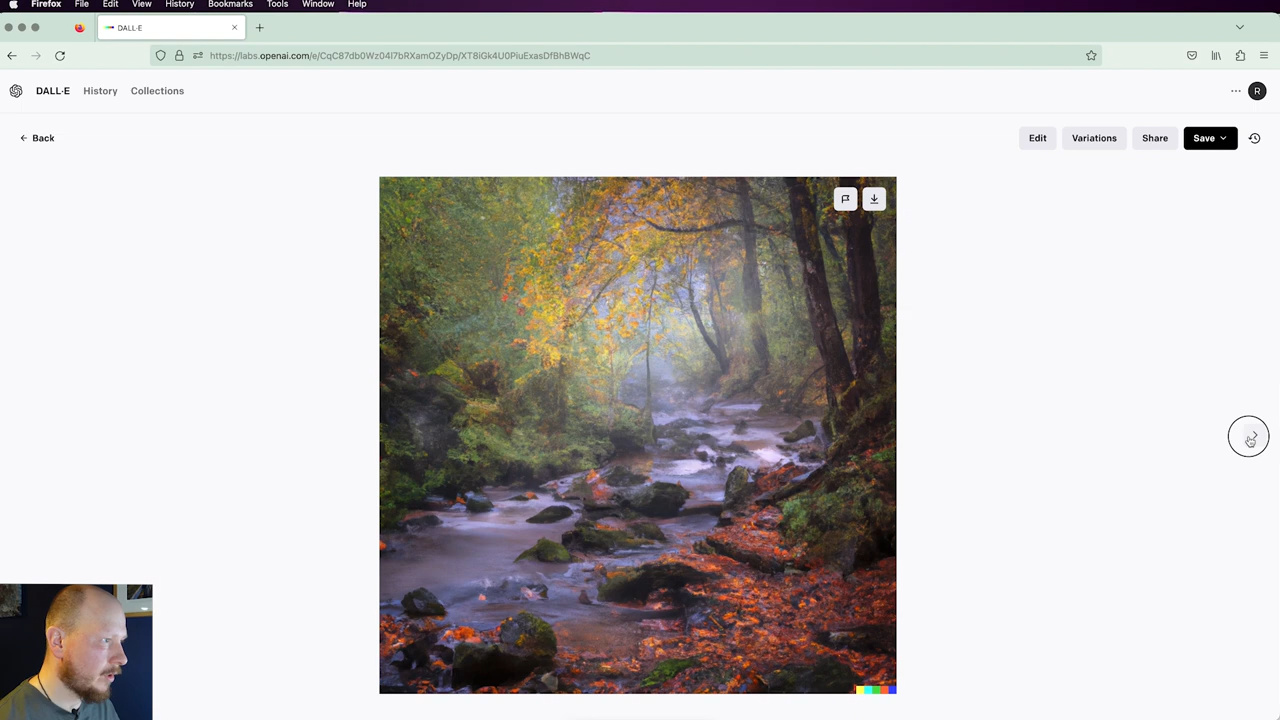 Firefox File Edit View History Bookmarks Tools Window Help
DALL·E
https://labs.openai.com/e/CqC87db0Wz04l7bRXamOZyDp/XT8iGk4U0PiuExasDfBhBWqC
DALL·E History Collections
R
Back
Edit Variations Share Save